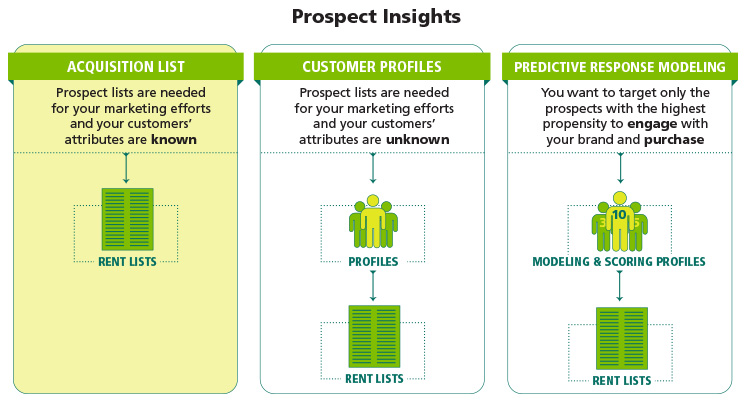 Prospect Insights
ACQUISITION LIST
Prospect lists are needed
for your marketing efforts
and your customers'
attributes are known
RENT LISTS
CUSTOMER PROFILES
Prospect lists are needed
for your marketing efforts
and your customers'
attributes are unknown
PROFILES
RENT LISTS
PREDICTIVE RESPONSE MODELING
You want to target only the
prospects with the highest
propensity to engage with
your brand and purchase
3 10 5
MODELING & SCORING PROFILES
RENT LISTS